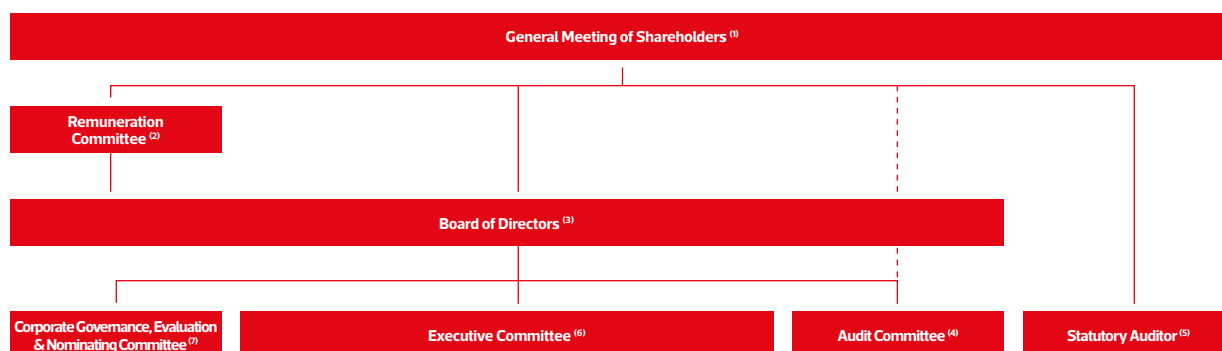 General Meeting of Shareholders (1)
Remuneration
Committee (2)
Board of Directors (3)
Corporate Governance, Evaluation
& Nominating Committee (7)
Executive Committee (6)
Audit Committee (4)
Statutory Auditor (5)